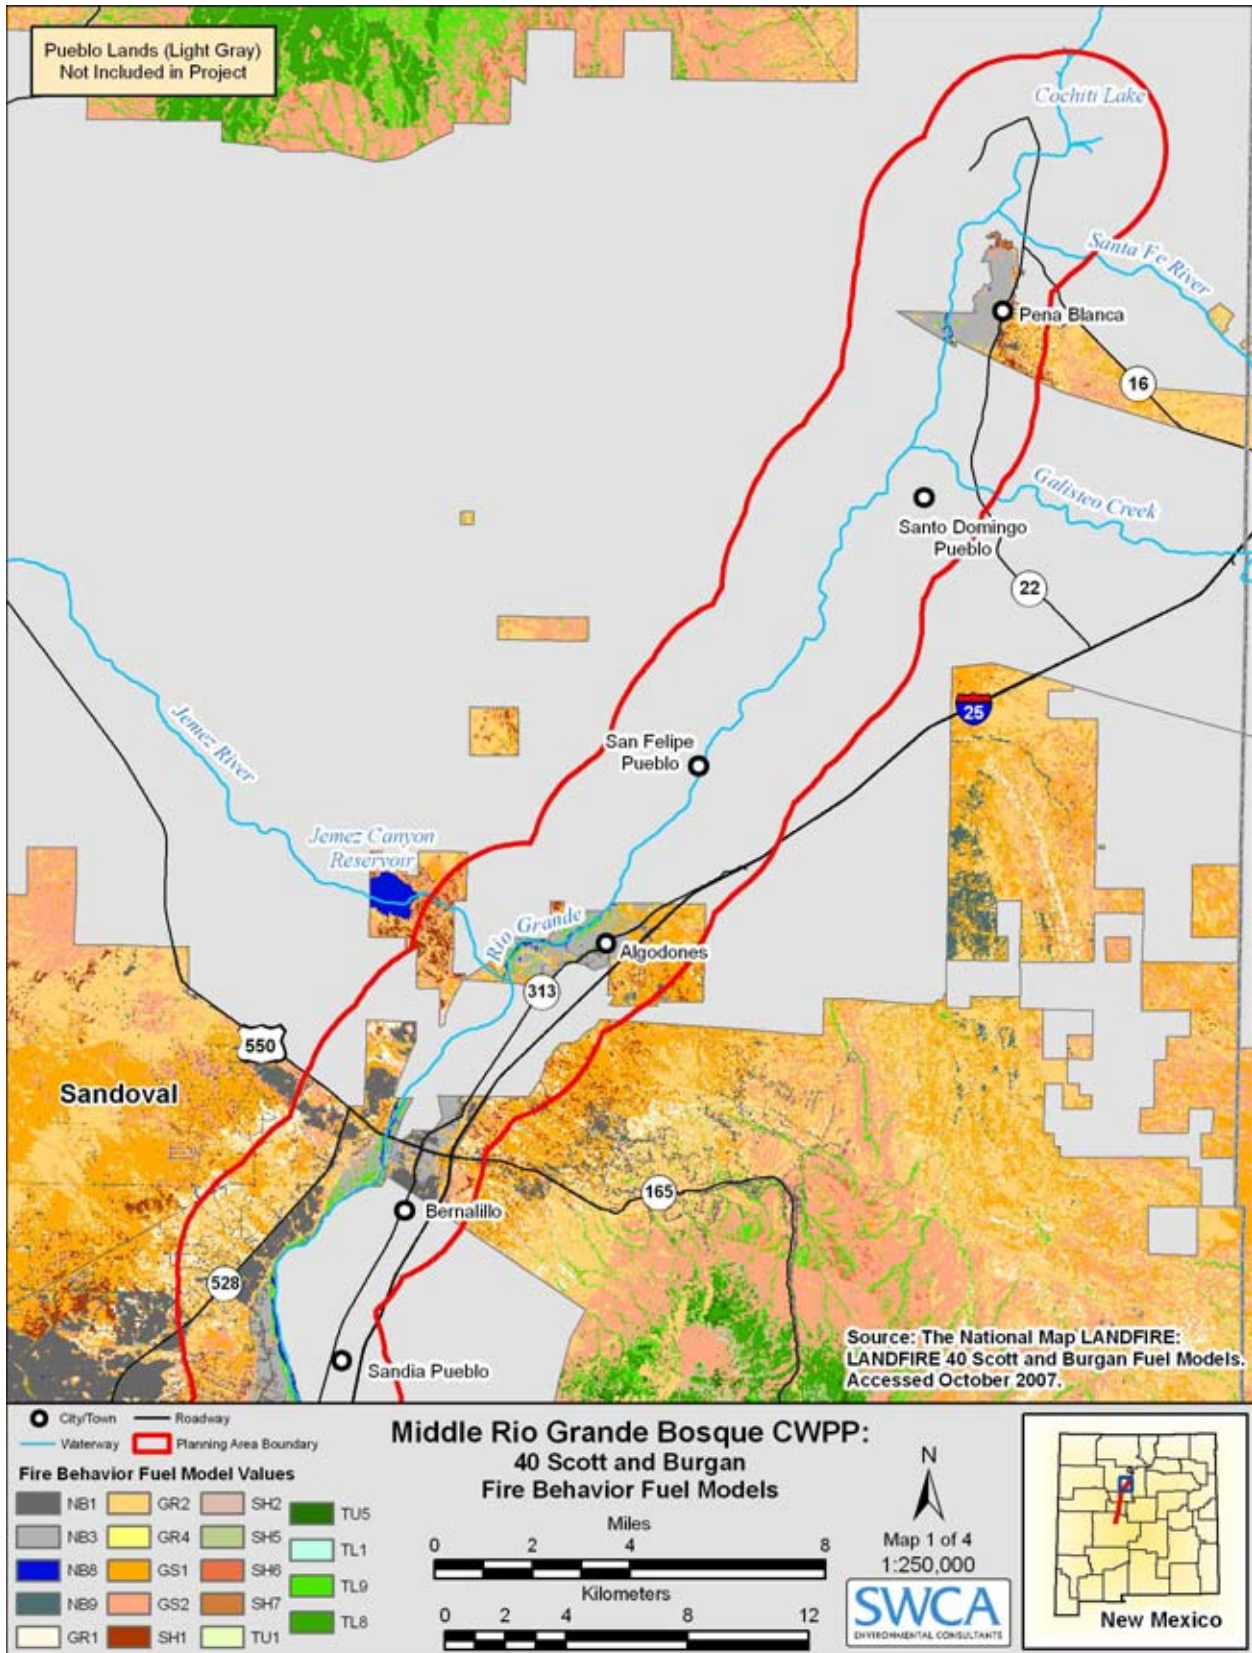 Pueblo Lands (Light Gray)
Not Included in Project
Cochiti Lake
Santa Fe River
Pena Blanca
16
Galisteo Creek
Santo Domingo
Pueblo
22
25
Jemez River
San Felipe
Pueblo
Jemez Canyon
Reservoir
Rio Grande
Algodones
313
550
Sandoval
165
Bernalillo
528
Sandia Pueblo
Source: The National Map LANDFIRE:
LANDFIRE 40 Scott and Burgan Fuel Models.
Accessed October 2007.
City/Town
Roadway
Waterway
Planning Area Boundary
Fire Behavior Fuel Model Values
NB1
NB3
NB8
NB9
GR1
GR2
GR4
GS1
GS2
SH1
SH2
SH5
SH6
SH7
TU1
TU5
TL1
TL9
TL8
Middle Rio Grande Bosque CWPP:
40 Scott and Burgan
Fire Behavior Fuel Models
Miles
0 2 4 8
Kilometers
0 2 4 8 12
N
Map 1 of 4
1:250,000
SWCA
ENVIRONMENTAL CONSULTANTS
New Mexico